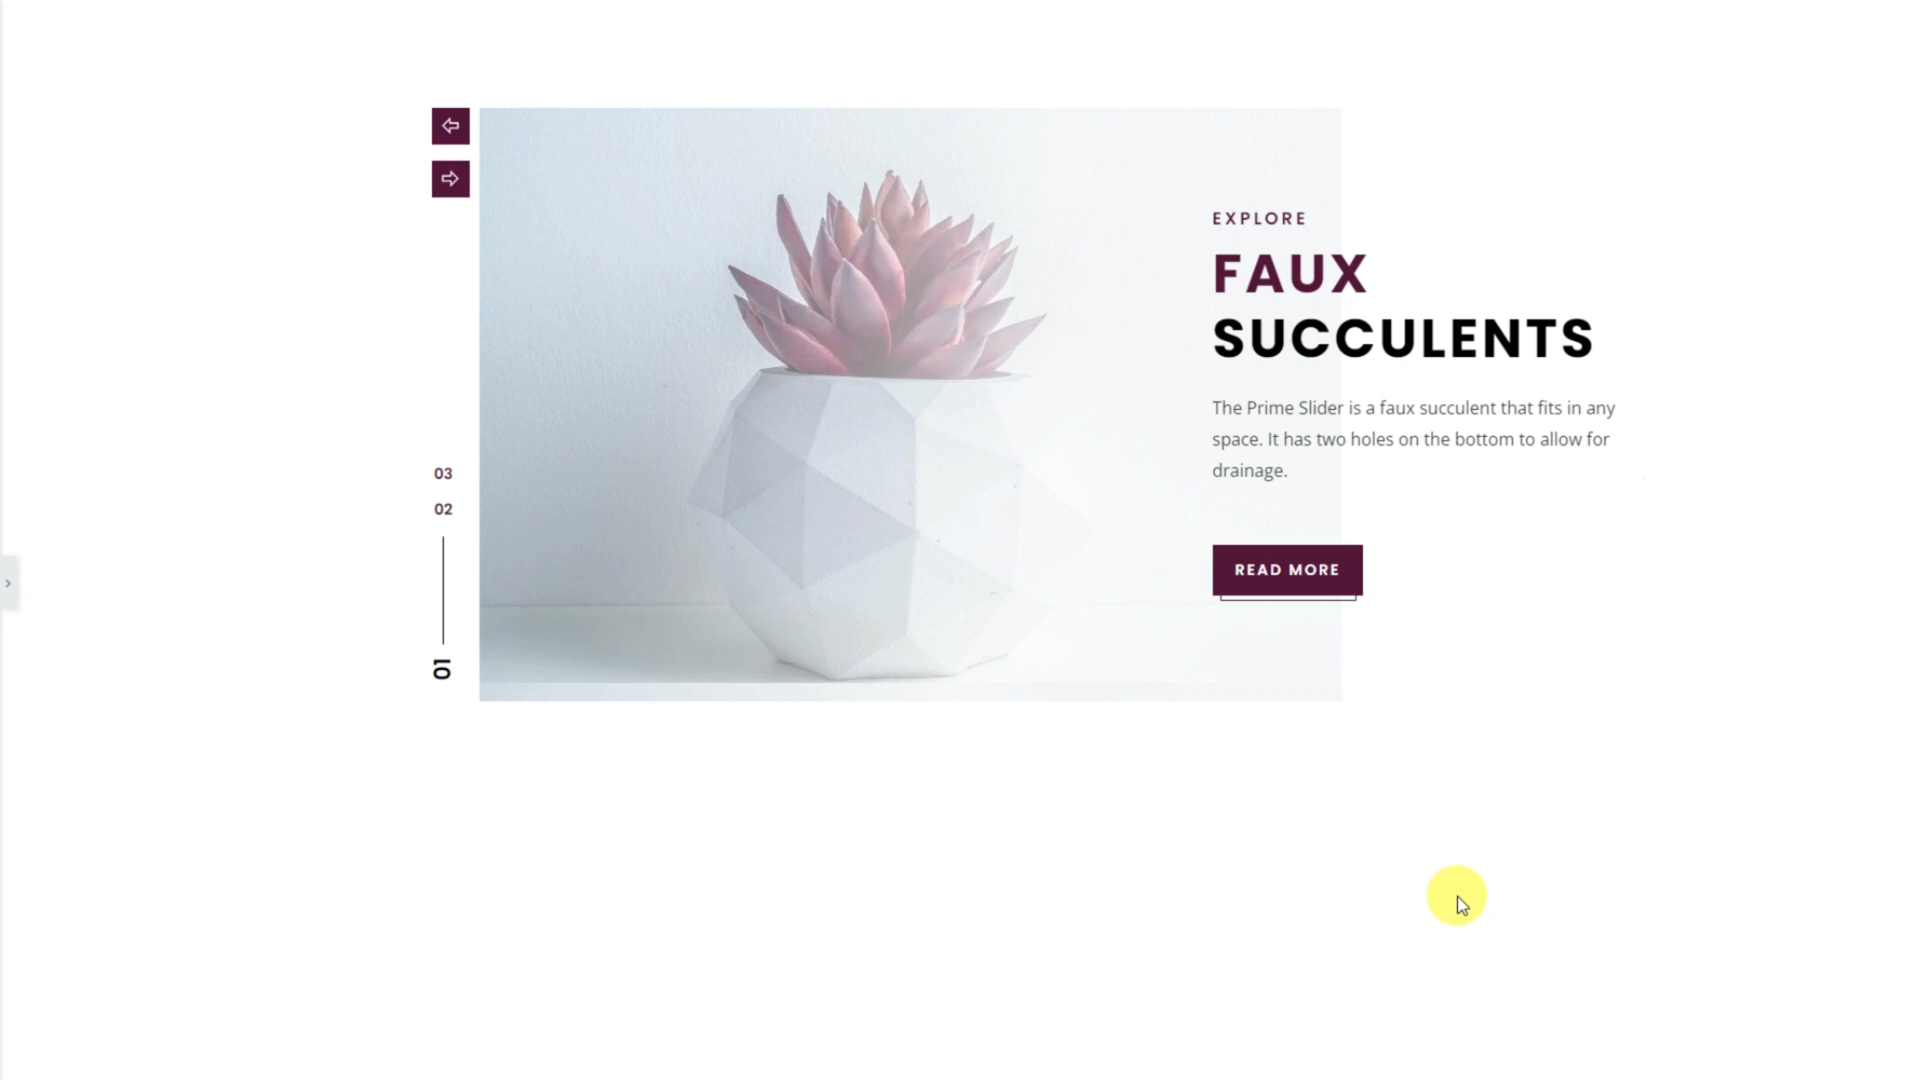 EXPLORE
FAUX
SUCCULENTS
The Prime Slider is a faux succulent that fits in any
space. It has two holes on the bottom to allow for
drainage.
READ MORE
03
02
01